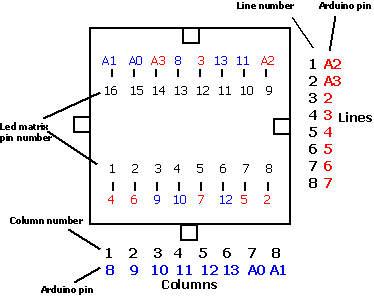 Line number Arduino pin
A1 A0 A3 8 3 13 11 A2
16 15 14 13 12 11 10 9
1 A2
2 A3
3 2
4 3
5 4
6 5
7 6
8 7
Lines
Led matrix
pin number
1 2 3 4 5 6 7 8
4 6 9 10 7 12 5 2
Column number
1 2 3 4 5 6 7 8
8 9 10 11 12 13 A0 A1
Arduino pin
Columns